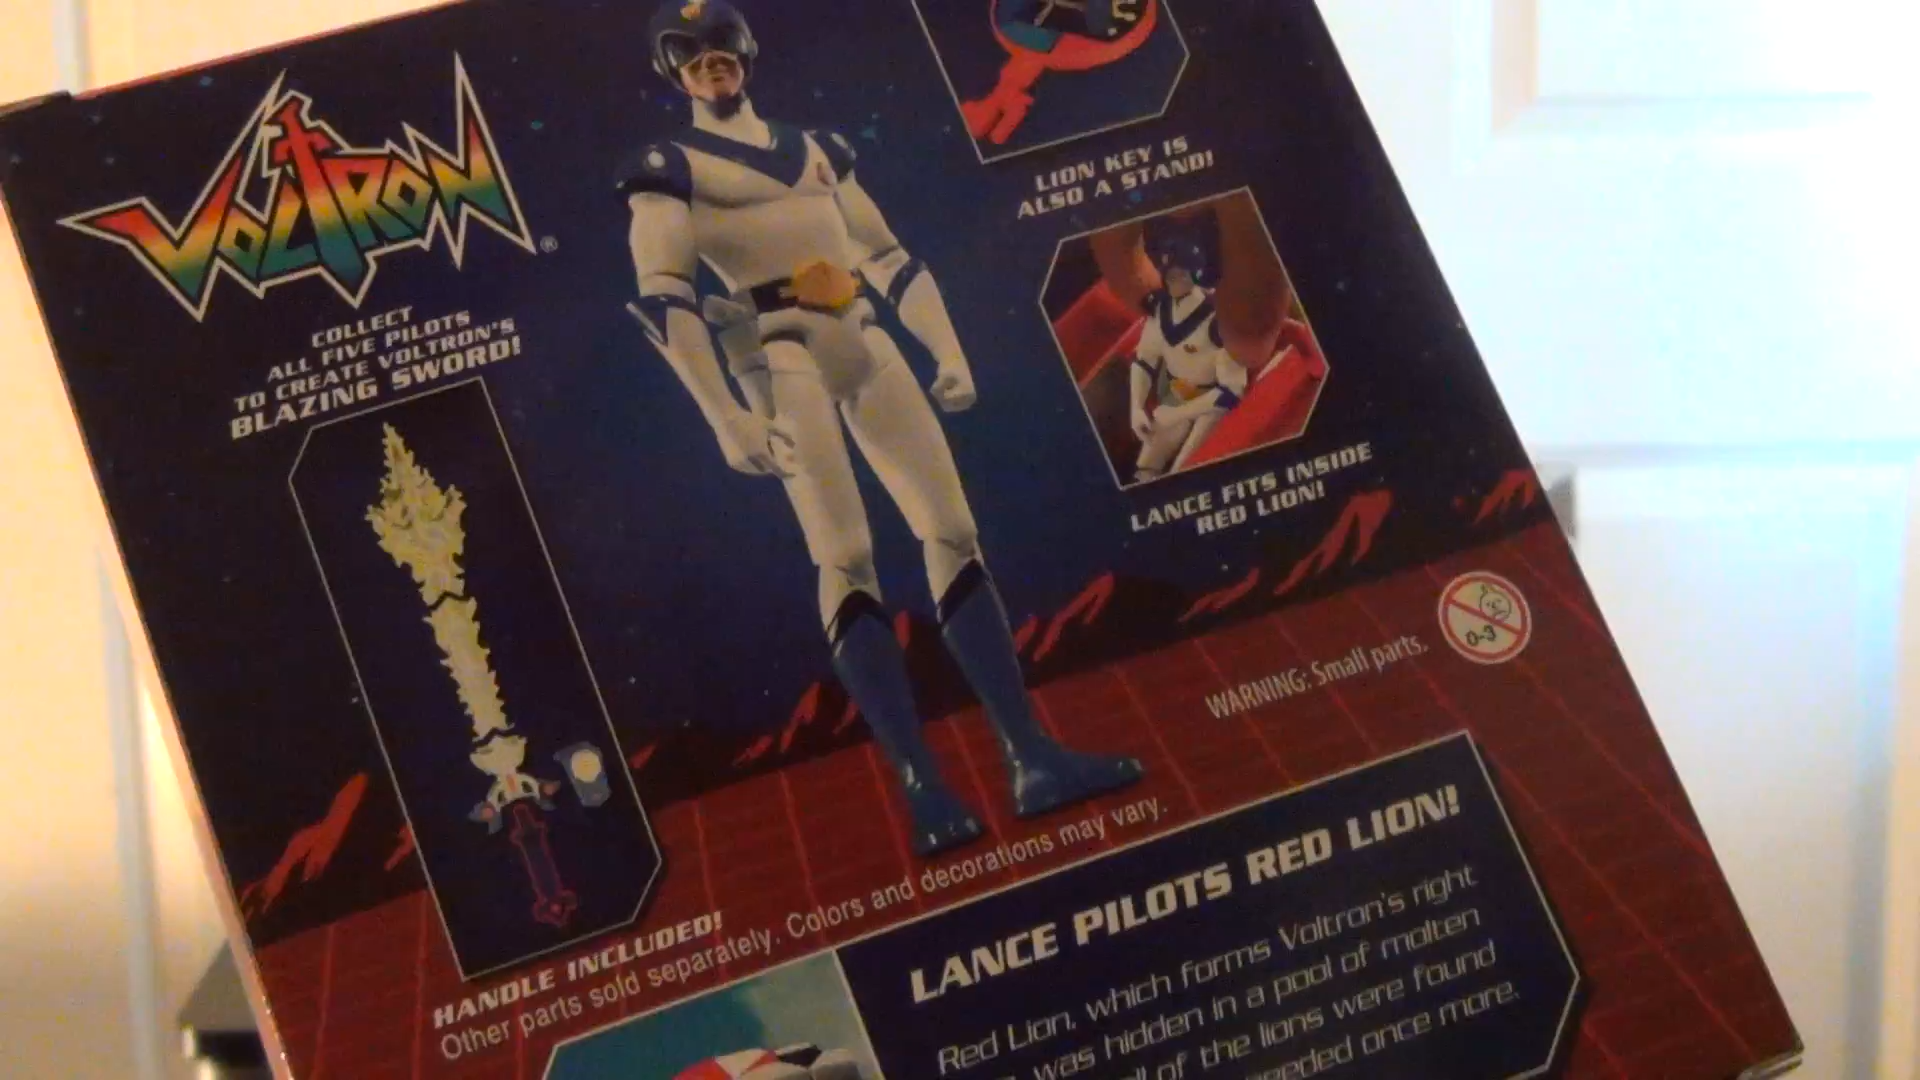 VOLTRON®
COLLECT
ALL FIVE PILOTS
TO CREATE VOLTRON'S
BLAZING SWORD!
HANDLE INCLUDED!
Other parts sold separately. Colors and decorations may vary.
LION KEY IS
ALSO A STAND!
LANCE FITS INSIDE
RED LION!
WARNING: Small parts.
0-3
LANCE PILOTS RED LION!
Red Lion, which forms Voltron's right
was hidden in a pool of molten
of the lions were found
once more.